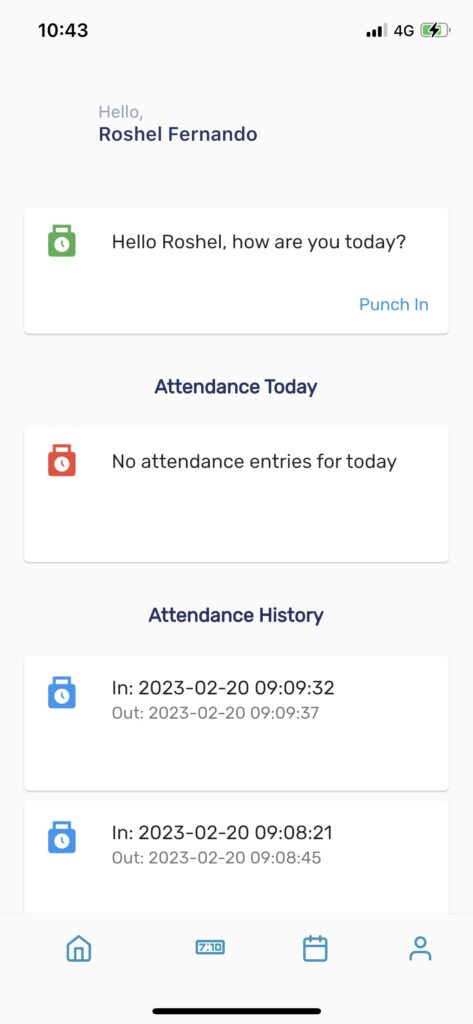 10:43
4G
Hello,
Roshel Fernando
Hello Roshel, how are you today?
Punch In
Attendance Today
No attendance entries for today
Attendance History
In: 2023-02-20 09:09:32
Out: 2023-02-20 09:09:37
In: 2023-02-20 09:08:21
Out: 2023-02-20 09:08:45
7:10